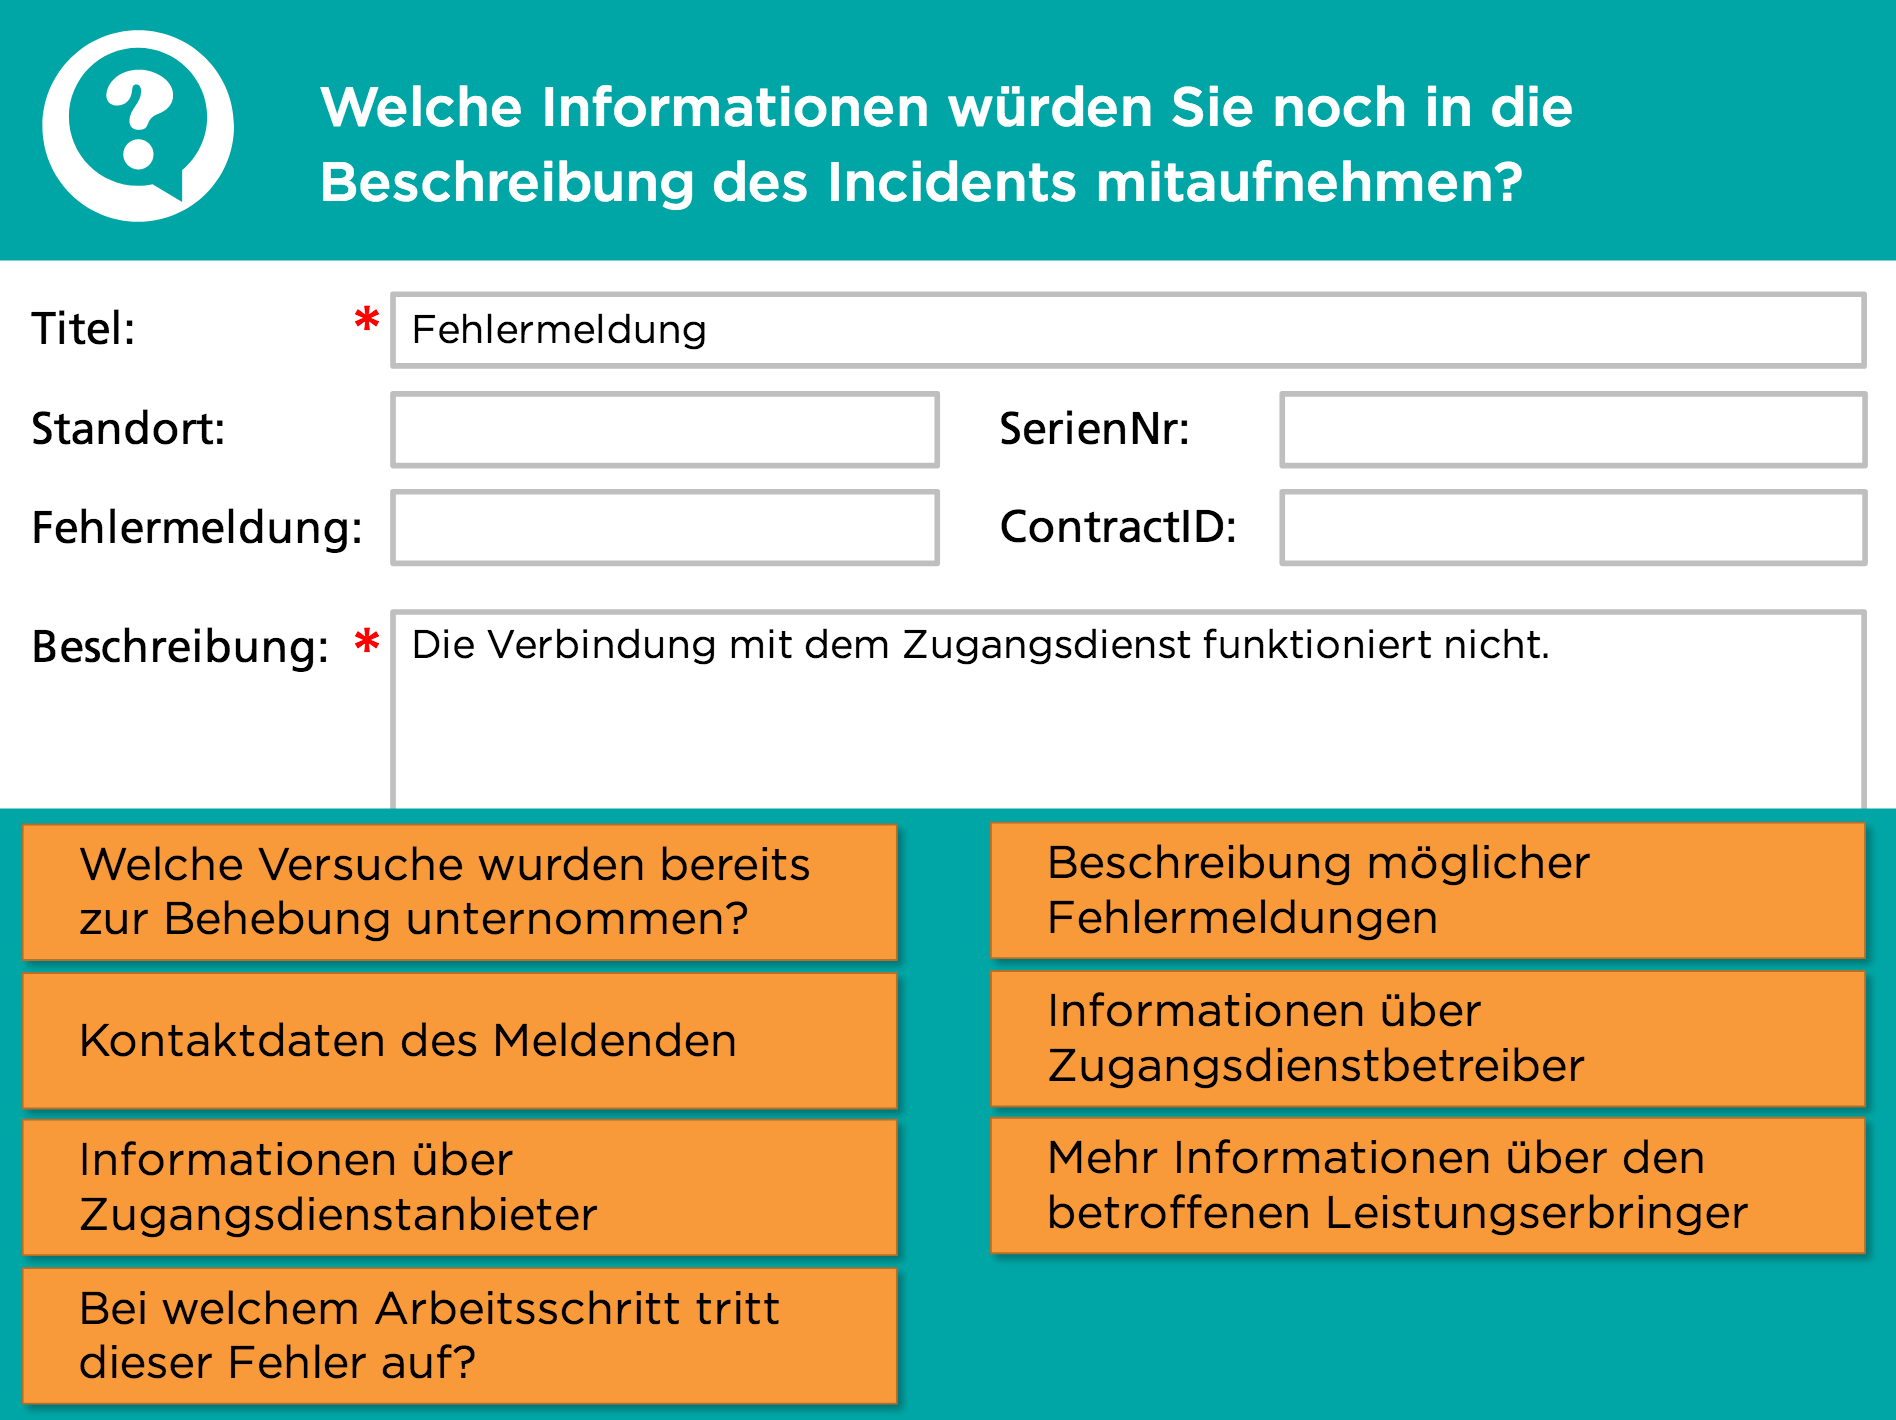 ?
Welche Informationen würden Sie noch in die
Beschreibung des Incidents mitaufnehmen?
Titel: * Fehlermeldung
Standort: SerienNr:
Fehlermeldung: ContractID:
Beschreibung: * Die Verbindung mit dem Zugangsdienst funktioniert nicht.
Welche Versuche wurden bereits
zur Behebung unternommen?
Beschreibung möglicher
Fehlermeldungen
Kontaktdaten des Meldenden
Informationen über
Zugangsdienstbetreiber
Informationen über
Zugangsdienstanbieter
Mehr Informationen über den
betroffenen Leistungserbringer
Bei welchem Arbeitsschritt tritt
dieser Fehler auf?